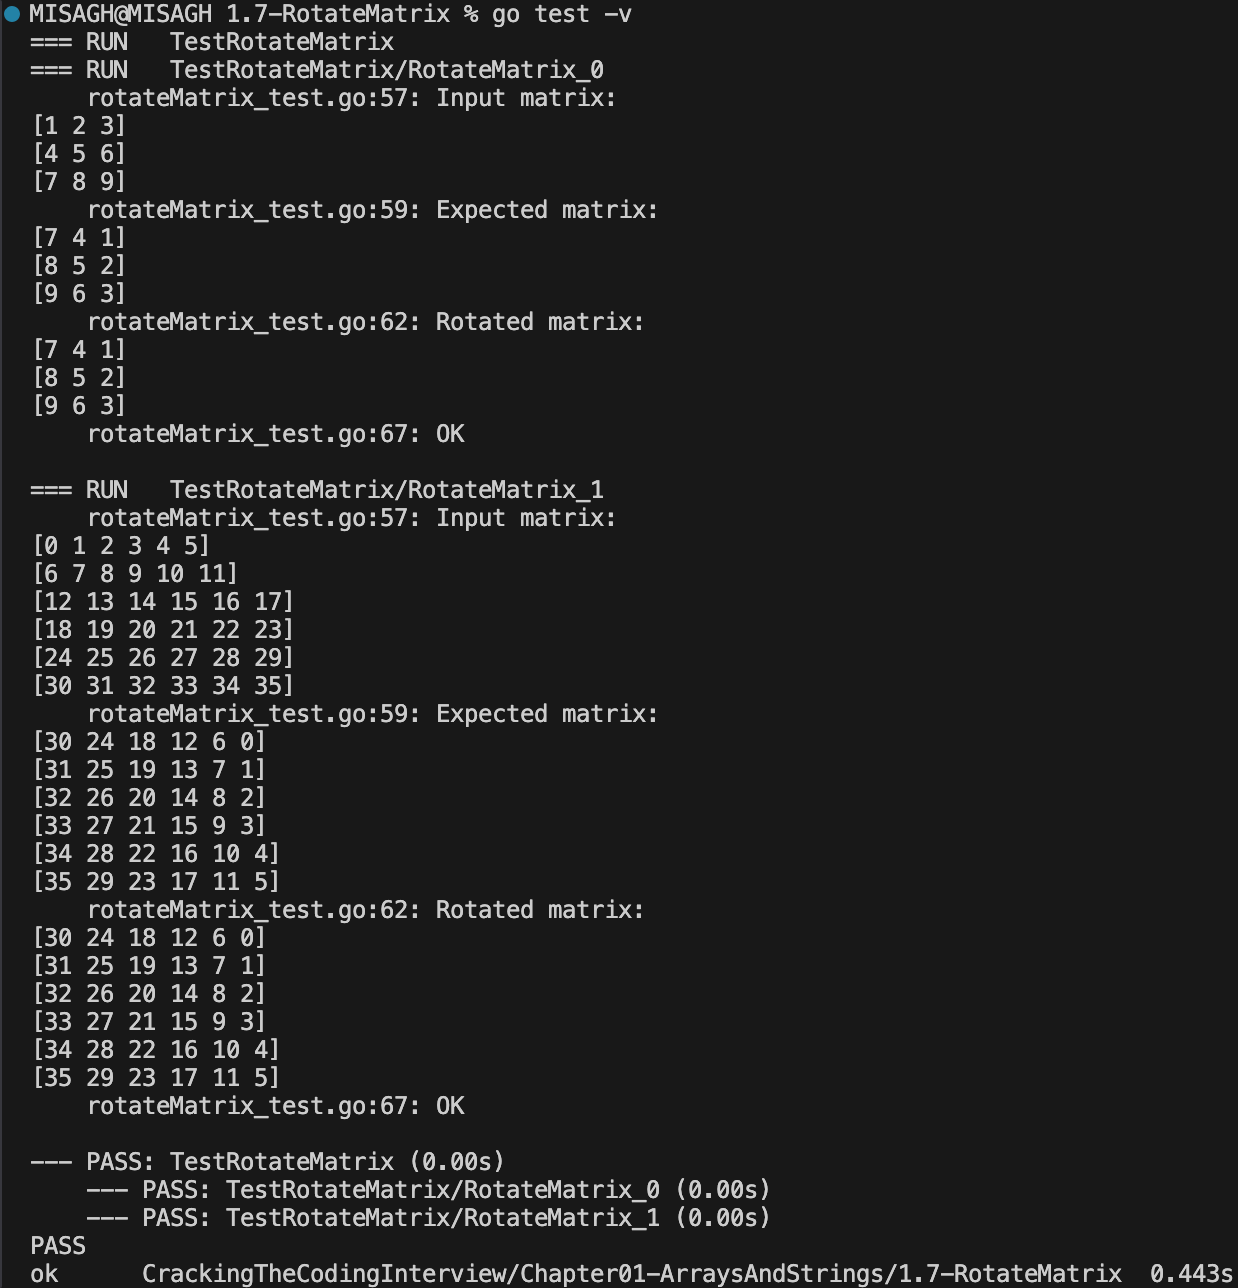 MISAGH@MISAGH 1.7-RotateMatrix % go test -v
=== RUN   TestRotateMatrix
=== RUN   TestRotateMatrix/RotateMatrix_0
    rotateMatrix_test.go:57: Input matrix:
[1 2 3]
[4 5 6]
[7 8 9]
    rotateMatrix_test.go:59: Expected matrix:
[7 4 1]
[8 5 2]
[9 6 3]
    rotateMatrix_test.go:62: Rotated matrix:
[7 4 1]
[8 5 2]
[9 6 3]
    rotateMatrix_test.go:67: OK

=== RUN   TestRotateMatrix/RotateMatrix_1
    rotateMatrix_test.go:57: Input matrix:
[0 1 2 3 4 5]
[6 7 8 9 10 11]
[12 13 14 15 16 17]
[18 19 20 21 22 23]
[24 25 26 27 28 29]
[30 31 32 33 34 35]
    rotateMatrix_test.go:59: Expected matrix:
[30 24 18 12 6 0]
[31 25 19 13 7 1]
[32 26 20 14 8 2]
[33 27 21 15 9 3]
[34 28 22 16 10 4]
[35 29 23 17 11 5]
    rotateMatrix_test.go:62: Rotated matrix:
[30 24 18 12 6 0]
[31 25 19 13 7 1]
[32 26 20 14 8 2]
[33 27 21 15 9 3]
[34 28 22 16 10 4]
[35 29 23 17 11 5]
    rotateMatrix_test.go:67: OK

--- PASS: TestRotateMatrix (0.00s)
    --- PASS: TestRotateMatrix/RotateMatrix_0 (0.00s)
    --- PASS: TestRotateMatrix/RotateMatrix_1 (0.00s)
PASS
ok      CrackingTheCodingInterview/Chapter01-ArraysAndStrings/1.7-RotateMatrix  0.443s